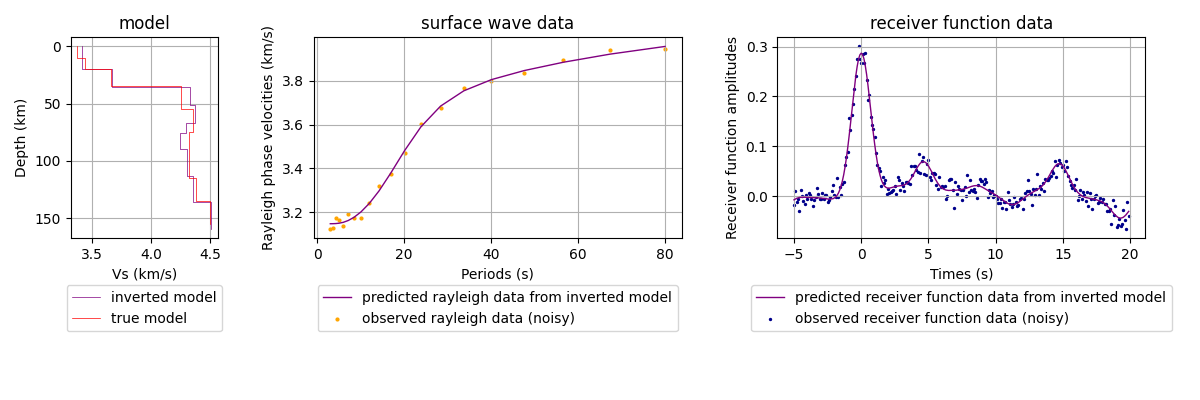 model
0
50
100
150
3.5 4.0 4.5
Depth (km)
Vs (km/s)
inverted model
true model
surface wave data
3.8
3.6
3.4
3.2
0 20 40 60 80
Rayleigh phase velocities (km/s)
Periods (s)
predicted rayleigh data from inverted model
observed rayleigh data (noisy)
receiver function data
0.3
0.2
0.1
0.0
−5 0 5 10 15 20
Receiver function amplitudes
Times (s)
predicted receiver function data from inverted model
observed receiver function data (noisy)